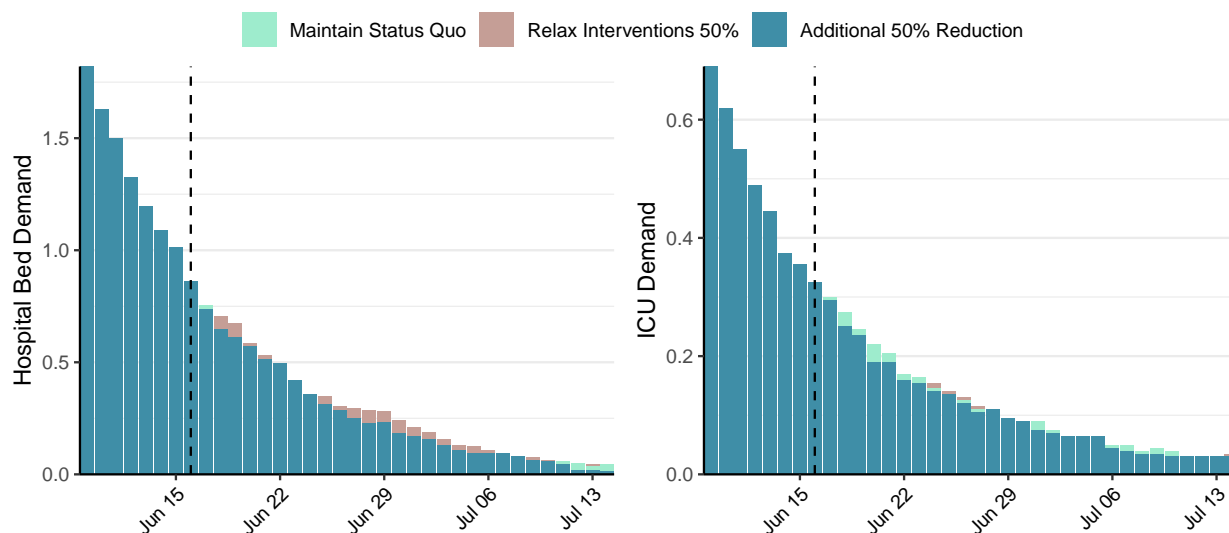 Maintain Status Quo Relax Interventions 50% Additional 50% Reduction
Hospital Bed Demand
1.5
1.0
0.5
0.0
Jun 15 Jun 22 Jun 29 Jul 06 Jul 13
ICU Demand
0.6
0.4
0.2
0.0
Jun 15 Jun 22 Jun 29 Jul 06 Jul 13